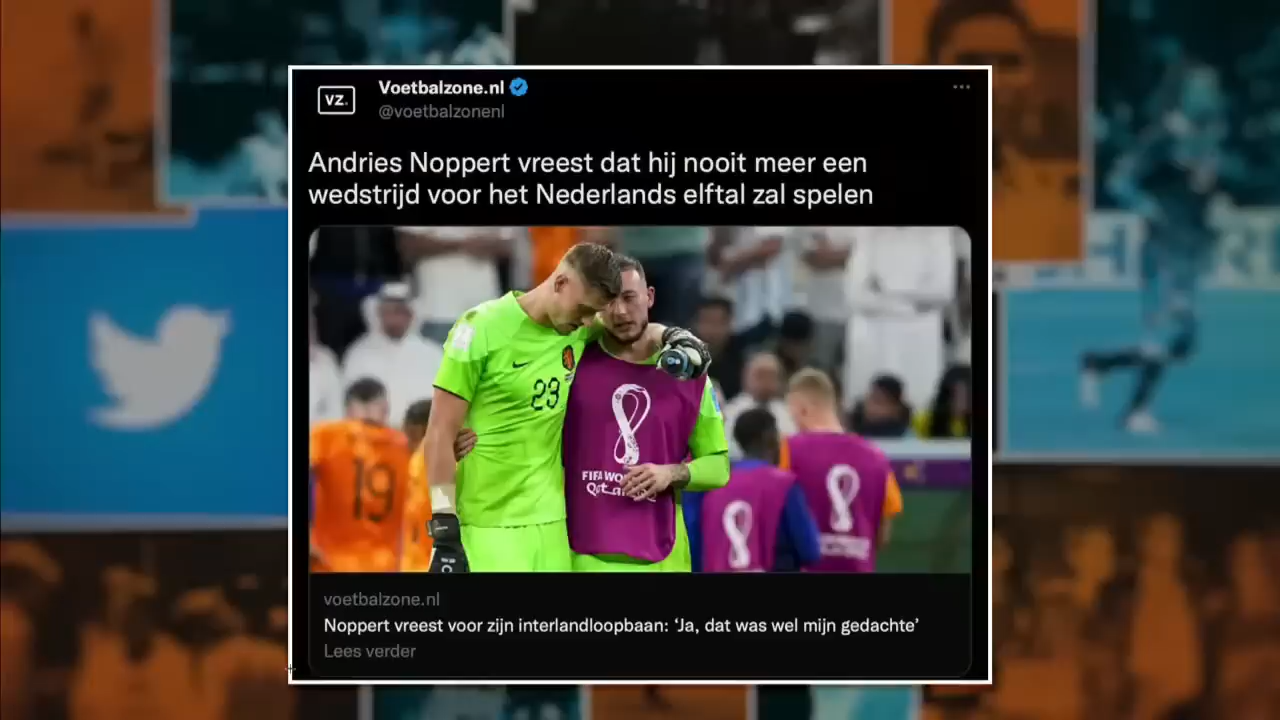 VZ.
Voetbalzone.nl
@voetbalzonenl
Andries Noppert vreest dat hij nooit meer een
wedstrijd voor het Nederlands elftal zal spelen
23
19
FIFA WO
Qat
voetbalzone.nl
Noppert vreest voor zijn interlandloopbaan: ‘Ja, dat was wel mijn gedachte’
Lees verder